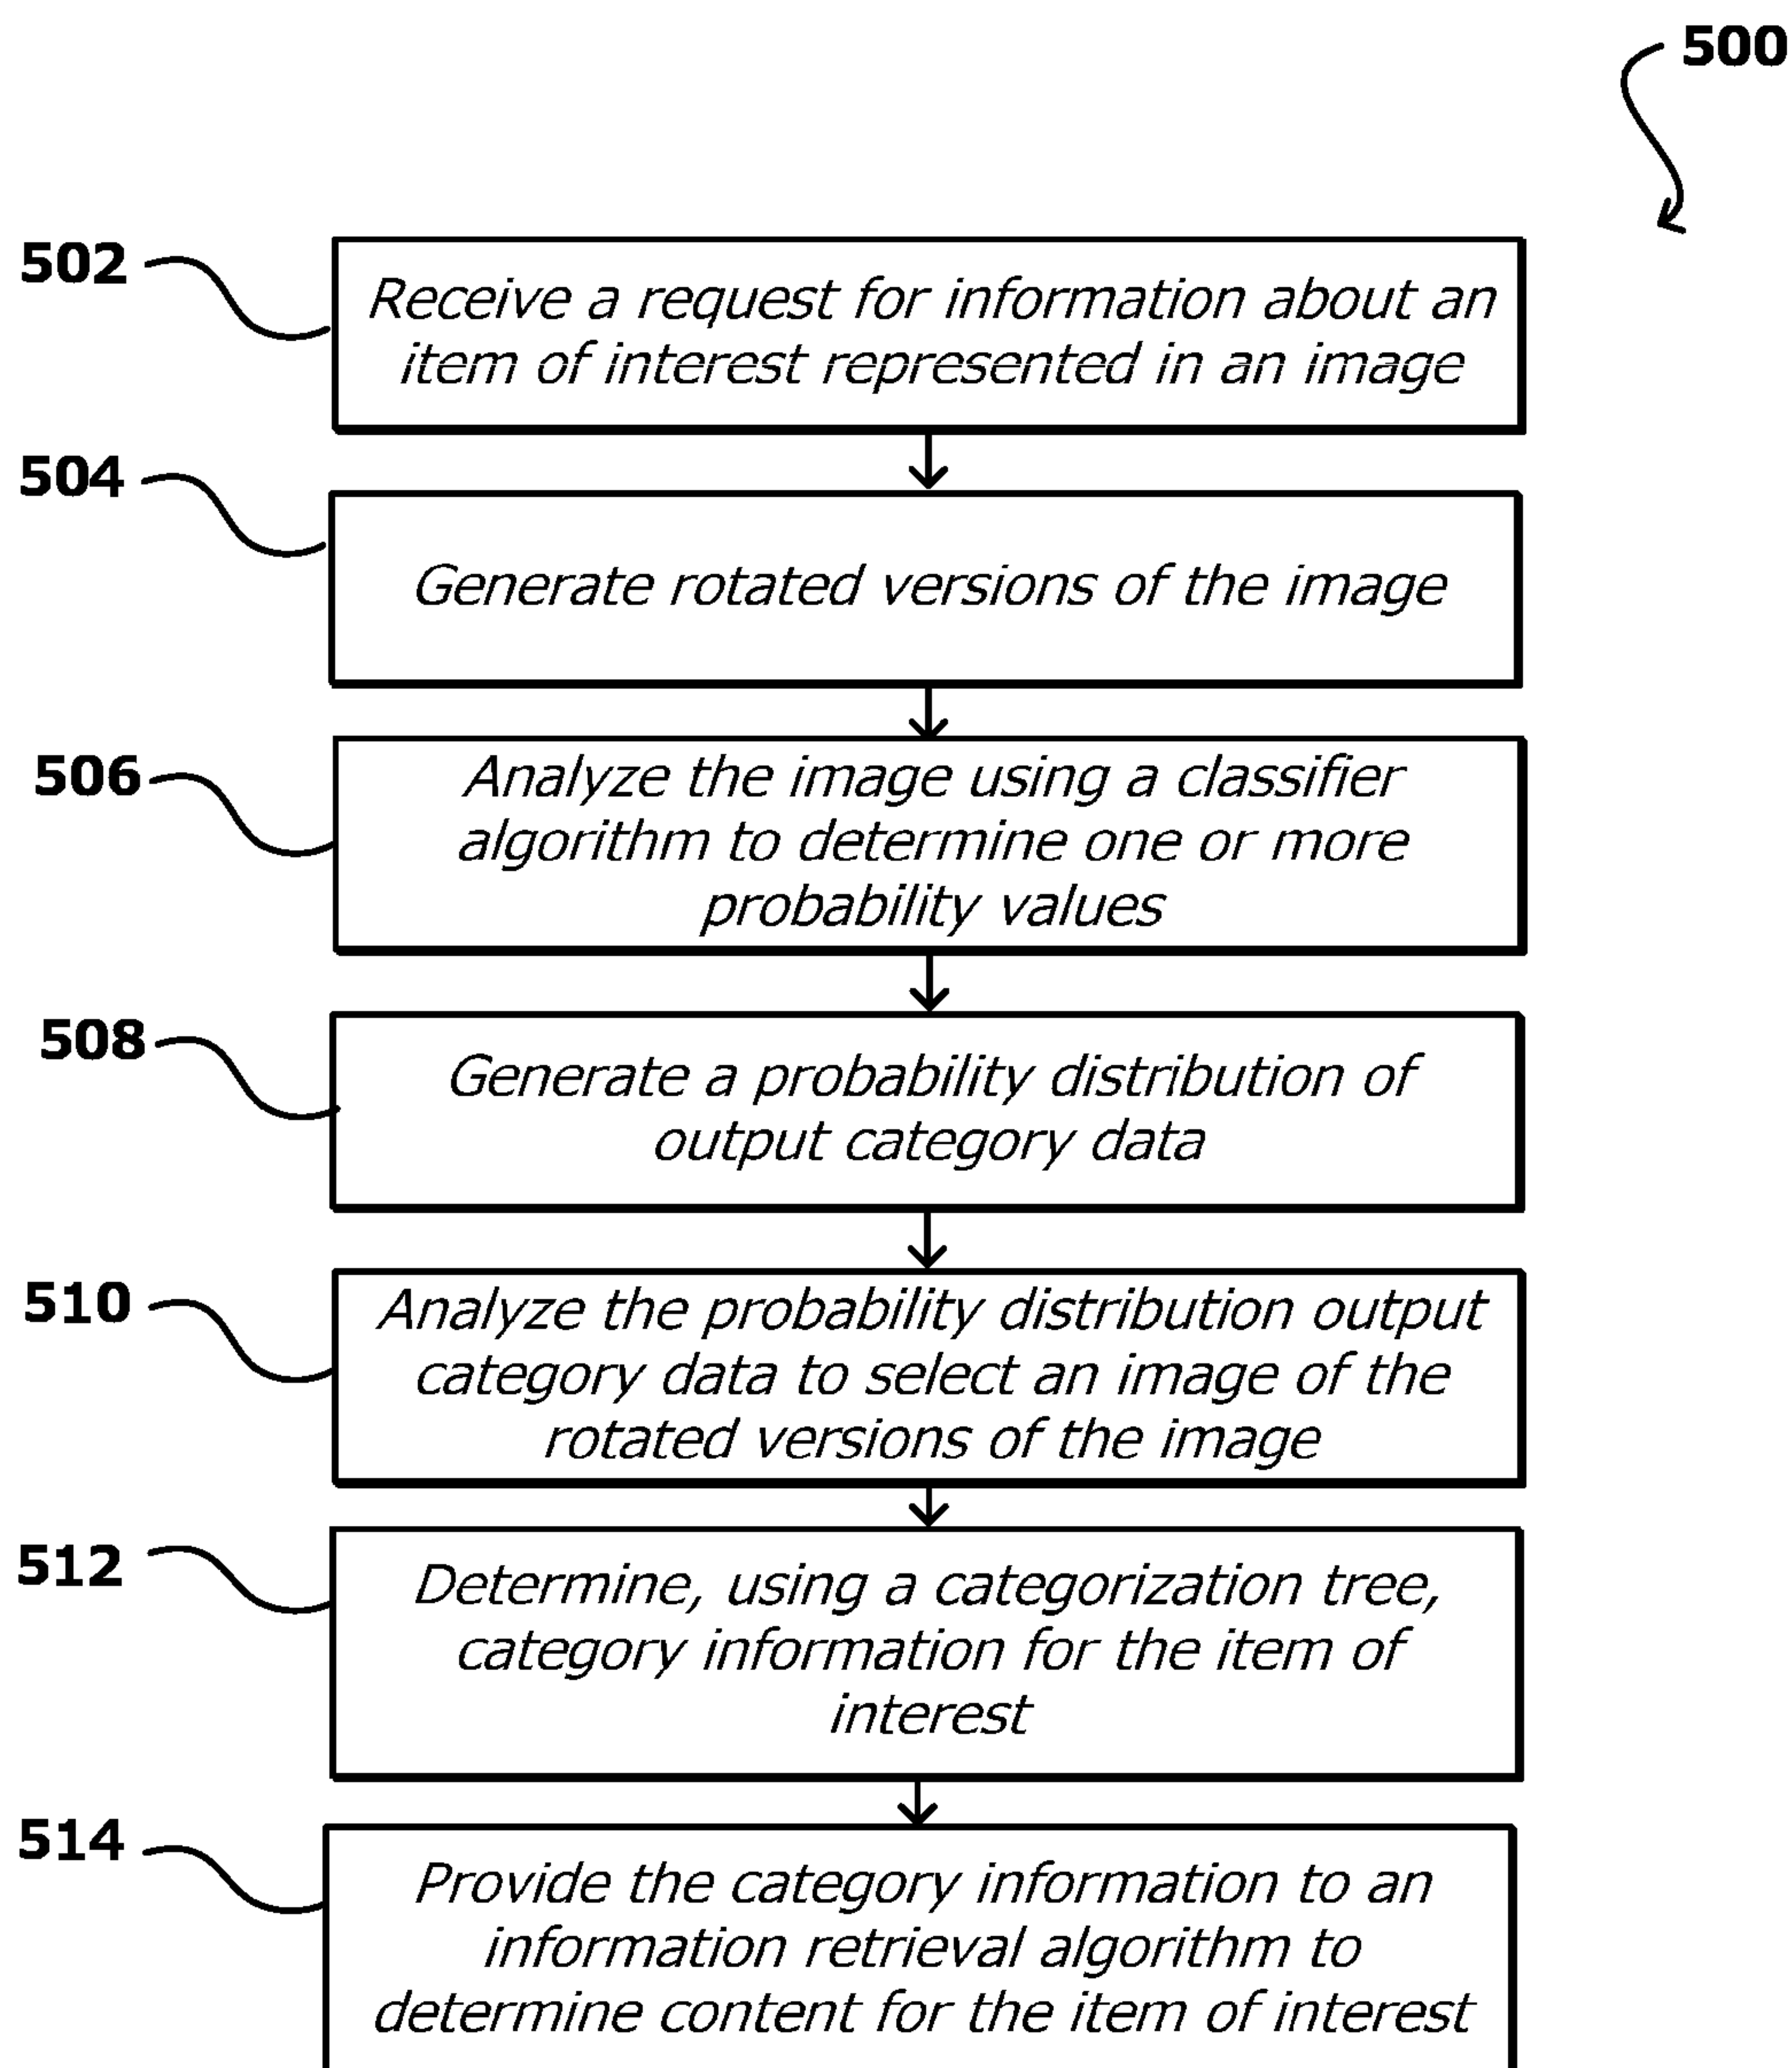 500
502
Receive a request for information about an
item of interest represented in an image
504
Generate rotated versions of the image
506
Analyze the image using a classifier
algorithm to determine one or more
probability values
508
Generate a probability distribution of
output category data
510
Analyze the probability distribution output
category data to select an image of the
rotated versions of the image
512
Determine, using a categorization tree,
category information for the item of
interest
514
Provide the category information to an
information retrieval algorithm to
determine content for the item of interest